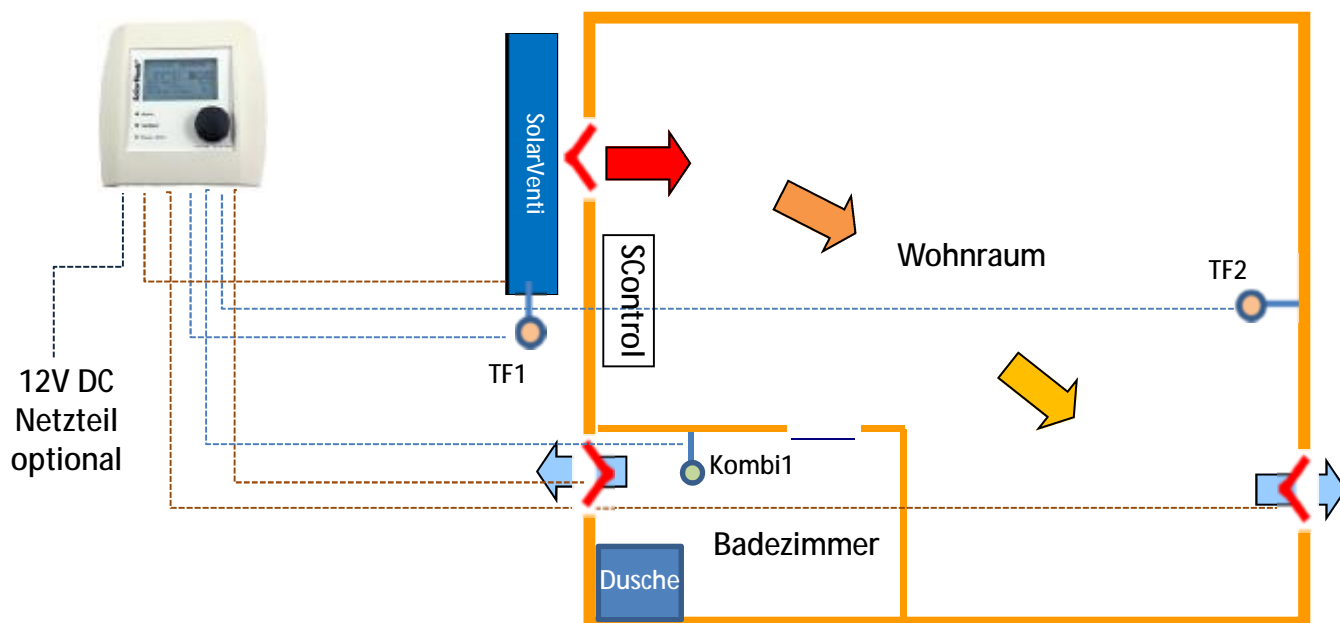 SolarVenti
SControl
Wohnraum
TF2
TF1
12V DC
Netzteil
optional
Kombi1
Badezimmer
Dusche